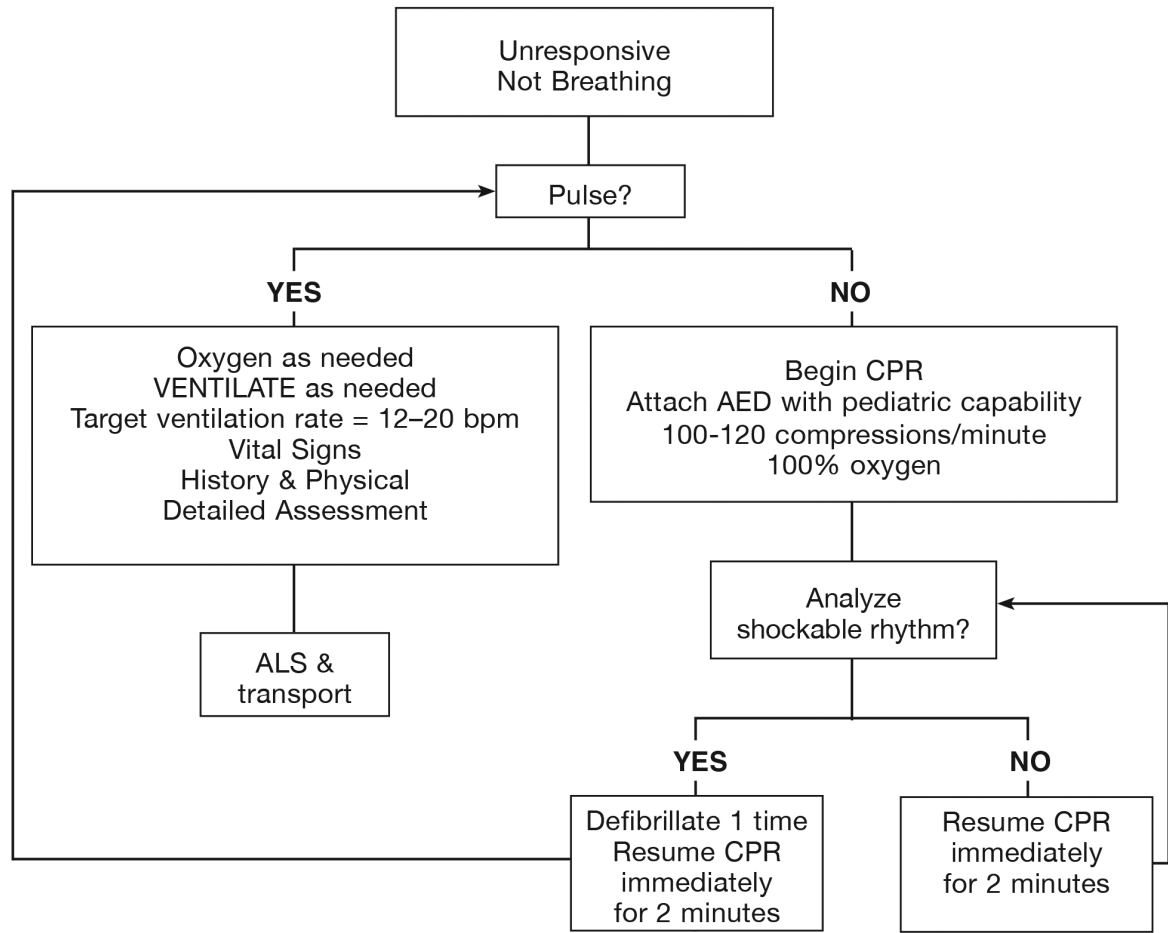 Unresponsive
Not Breathing
Pulse?
YES
Oxygen as needed
VENTILATE as needed
Target ventilation rate = 12–20 bpm
Vital Signs
History & Physical
Detailed Assessment
ALS &
transport
NO
Begin CPR
Attach AED with pediatric capability
100-120 compressions/minute
100% oxygen
Analyze
shockable rhythm?
YES
Defibrillate 1 time
Resume CPR
immediately
for 2 minutes
NO
Resume CPR
immediately
for 2 minutes